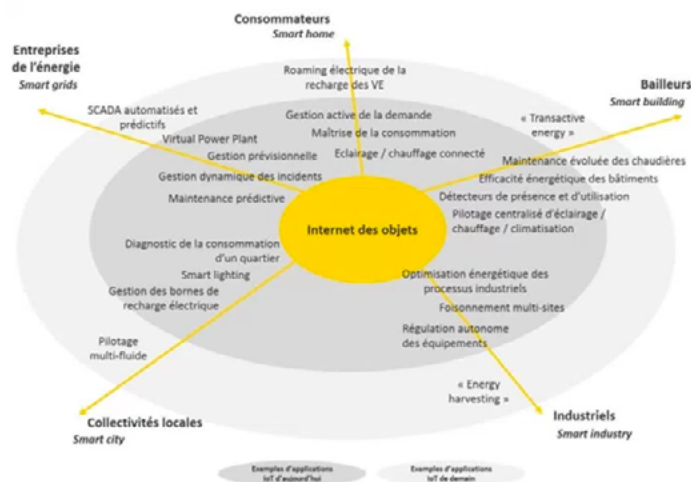 Consommateurs
Smart home
Entreprises
de l'énergie
Smart grids
Bailleurs
Smart building
Roaming électrique de la
recharge des VE
SCADA automatisés et
prédictifs
Gestion active de la demande
« Transactive
energy »
Virtual Power Plant
Maîtrise de la consommation
Gestion prévisionnelle
Eclairage / chauffage connecté
Maintenance évoluée des chaudières
Gestion dynamique des incidents
Efficacité énergétique des bâtiments
Maintenance prédictive
Détecteurs de présence et d'utilisation
Pilotage centralisé d'éclairage /
chauffage / climatisation
Internet des objets
Diagnostic de la consommation
d'un quartier
Smart lighting
Gestion des bornes de
recharge électrique
Optimisation énergétique des
processus industriels
Foisonnement multi-sites
Régulation autonome
des équipements
Pilotage
multi-fluide
« Energy
harvesting »
Collectivités locales
Smart city
Industriels
Smart industry
Exemples d'applications
IoT d'aujourd'hui
Exemples d'applications
IoT de demain